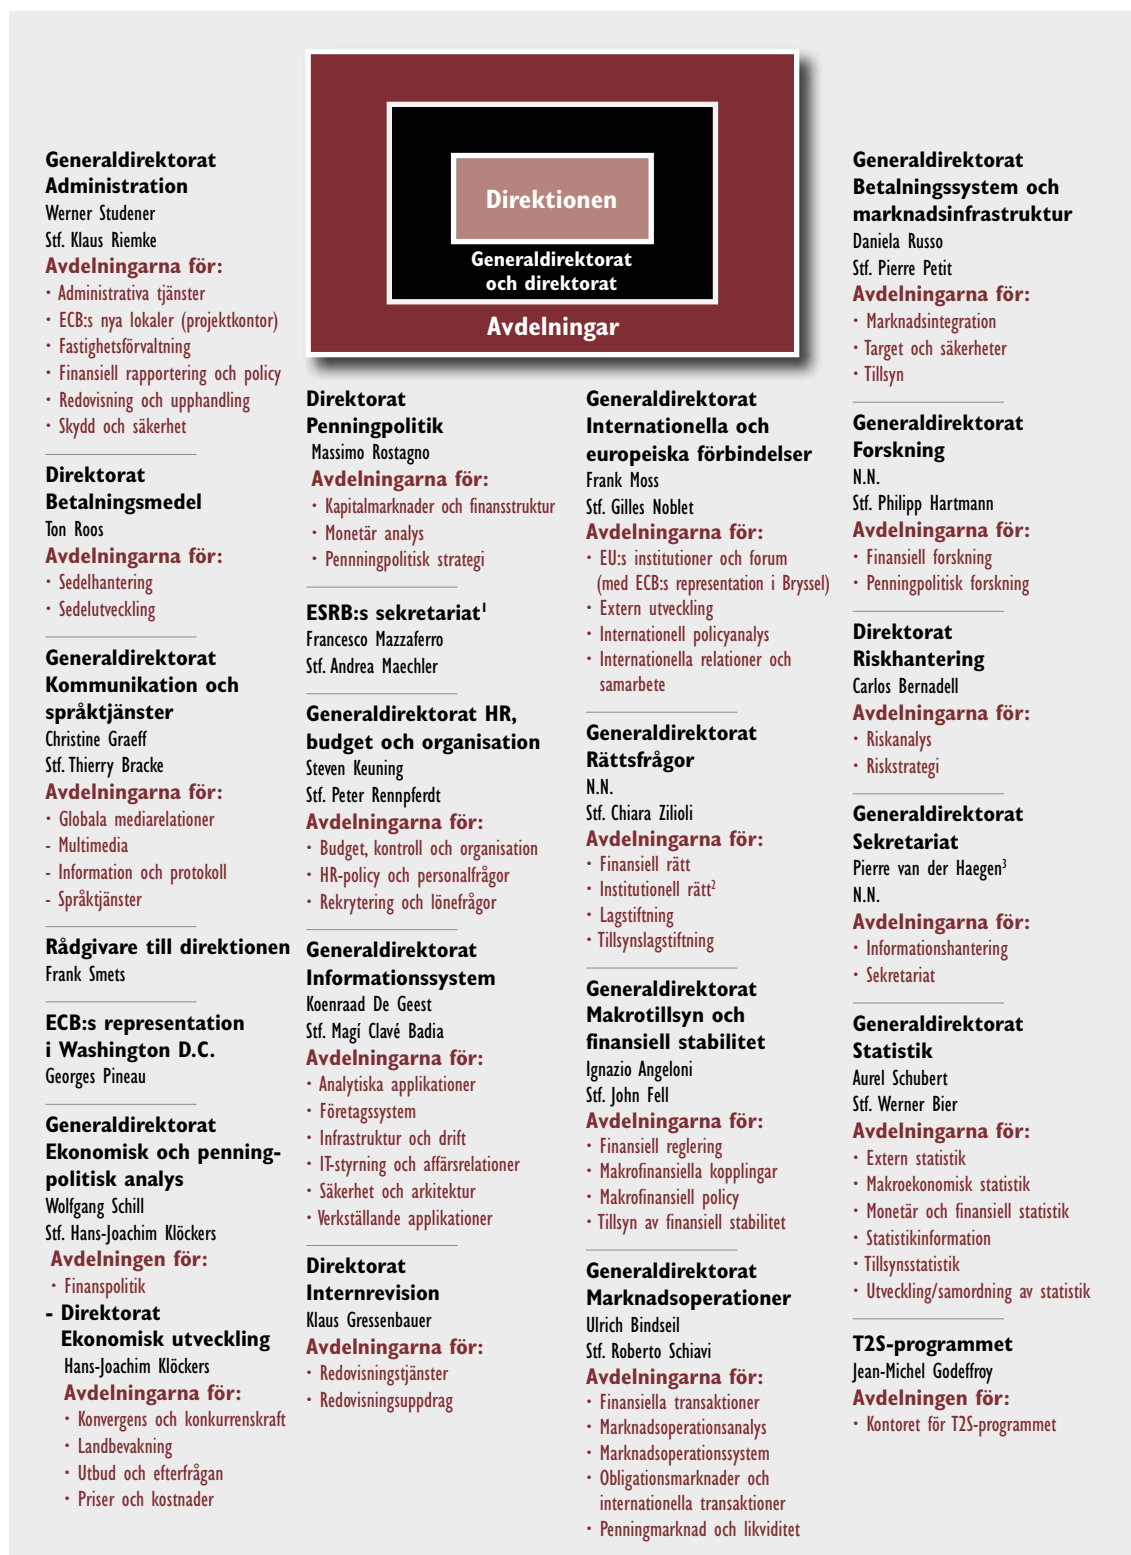 Direktionen
Generaldirektorat
och direktorat
Avdelningar
Generaldirektorat
Administration
Werner Studener
Stf. Klaus Riemke
Avdelningarna för:
• Administrativa tjänster
• ECB:s nya lokaler (projektkontor)
• Fastighetsförvaltning
• Finansiell rapportering och policy
• Redovisning och upphandling
• Skydd och säkerhet
Direktorat
Betalningsmedel
Ton Roos
Avdelningarna för:
• Sedelhantering
• Sedelutveckling
Generaldirektorat
Kommunikation och
språktjänster
Christine Graeff
Stf. Thierry Bracke
Avdelningarna för:
• Globala mediarelationer
- Multimedia
- Information och protokoll
- Språktjänster
Rådgivare till direktionen
Frank Smets
ECB:s representation
i Washington D.C.
Georges Pineau
Generaldirektorat
Ekonomisk och penning-
politisk analys
Wolfgang Schill
Stf. Hans-Joachim Klöckers
Avdelningen för:
• Finanspolitik
- Direktorat
Ekonomisk utveckling
Hans-Joachim Klöckers
Avdelningarna för:
• Konvergens och konkurrenskraft
• Landbevakning
• Utbud och efterfrågan
• Priser och kostnader
Direktorat
Penningpolitik
Massimo Rostagno
Avdelningarna för:
• Kapitalmarknader och finansstruktur
• Monetär analys
• Pennningpolitisk strategi
ESRB:s sekretariat¹
Francesco Mazzaferro
Stf. Andrea Maechler
Generaldirektorat HR,
budget och organisation
Steven Keuning
Stf. Peter Rennpferdt
Avdelningarna för:
• Budget, kontroll och organisation
• HR-policy och personalfrågor
• Rekrytering och lönefrågor
Generaldirektorat
Informationssystem
Koenraad De Geest
Stf. Magí Clavé Badia
Avdelningarna för:
• Analytiska applikationer
• Företagssystem
• Infrastruktur och drift
• IT-styrning och affärsrelationer
• Säkerhet och arkitektur
• Verkställande applikationer
Direktorat
Internrevision
Klaus Gressenbauer
Avdelningarna för:
• Redovisningstjänster
• Redovisningsuppdrag
Generaldirektorat
Internationella och
europeiska förbindelser
Frank Moss
Stf. Gilles Noblet
Avdelningarna för:
• EU:s institutioner och forum
(med ECB:s representation i Bryssel)
• Extern utveckling
• Internationell policyanalys
• Internationella relationer och
samarbete
Generaldirektorat
Rättsfrågor
N.N.
Stf. Chiara Zilioli
Avdelningarna för:
• Finansiell rätt
• Institutionell rätt²
• Lagstiftning
• Tillsynslagstiftning
Generaldirektorat
Makrotillsyn och
finansiell stabilitet
Ignazio Angeloni
Stf. John Fell
Avdelningarna för:
• Finansiell reglering
• Makrofinansiella kopplingar
• Makrofinansiell policy
• Tillsyn av finansiell stabilitet
Generaldirektorat
Marknadsoperationer
Ulrich Bindseil
Stf. Roberto Schiavi
Avdelningarna för:
• Finansiella transaktioner
• Marknadsoperationsanalys
• Marknadsoperationssystem
• Obligationsmarknader och
internationella transaktioner
• Penningmarknad och likviditet
Generaldirektorat
Betalningssystem och
marknadsinfrastruktur
Daniela Russo
Stf. Pierre Petit
Avdelningarna för:
• Marknadsintegration
• Target och säkerheter
• Tillsyn
Generaldirektorat
Forskning
N.N.
Stf. Philipp Hartmann
Avdelningarna för:
• Finansiell forskning
• Penningpolitisk forskning
Direktorat
Riskhantering
Carlos Bernadell
Avdelningarna för:
• Riskanalys
• Riskstrategi
Generaldirektorat
Sekretariat
Pierre van der Haegen³
N.N.
Avdelningarna för:
• Informationshantering
• Sekretariat
Generaldirektorat
Statistik
Aurel Schubert
Stf. Werner Bier
Avdelningarna för:
• Extern statistik
• Makroekonomisk statistik
• Monetär och finansiell statistik
• Statistikinformation
• Tillsynsstatistik
• Utveckling/samordning av statistik
T2S-programmet
Jean-Michel Godeffroy
Avdelningen för:
• Kontoret för T2S-programmet